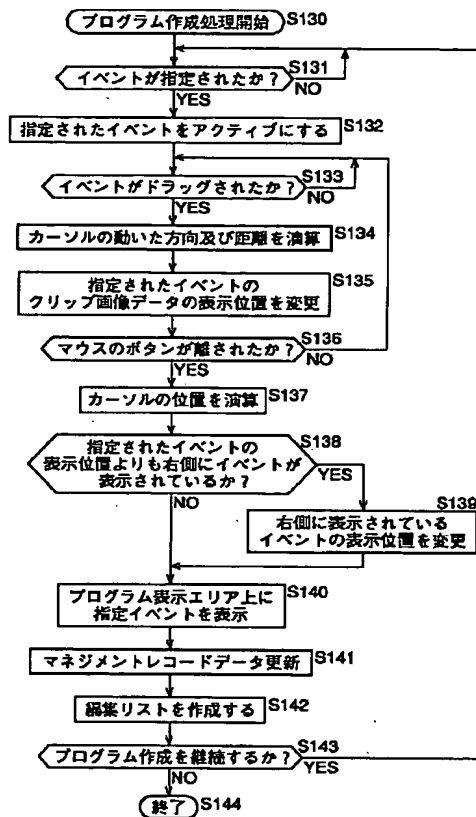 プログラム作成処理開始 S130
イベントが指定されたか? S131
NO
YES
指定されたイベントをアクティブにする S132
イベントがドラッグされたか? S133
NO
YES
カーソルの動いた方向及び距離を演算 S134
指定されたイベントの
クリップ画像データの表示位置を変更
S135
マウスのボタンが離されたか? S136
NO
YES
カーソルの位置を演算 S137
指定されたイベントの
表示位置よりも右側にイベントが
表示されているか?
S138
YES
NO
S139
右側に表示されている
イベントの表示位置を変更
プログラム表示エリア上に
指定イベントを表示
S140
マネジメントレコードデータ更新 S141
編集リストを作成する S142
プログラム作成を継続するか? S143
YES
NO
終了 S144